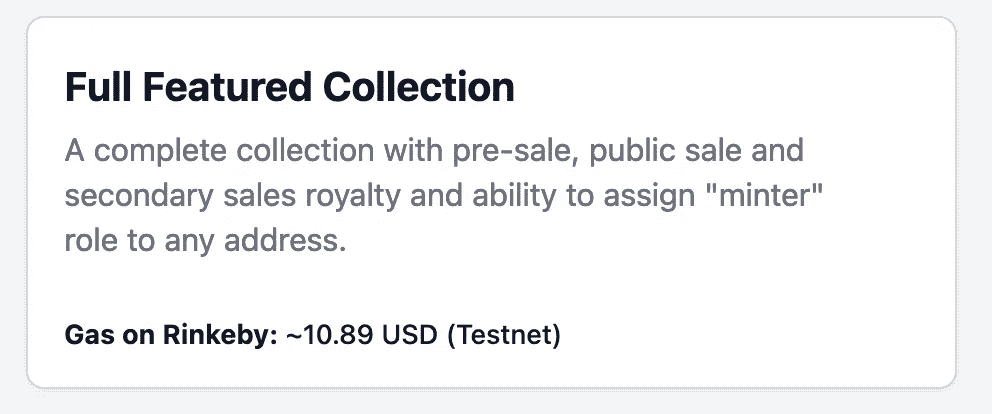 Full Featured Collection
A complete collection with pre-sale, public sale and
secondary sales royalty and ability to assign "minter"
role to any address.
Gas on Rinkeby: ~10.89 USD (Testnet)